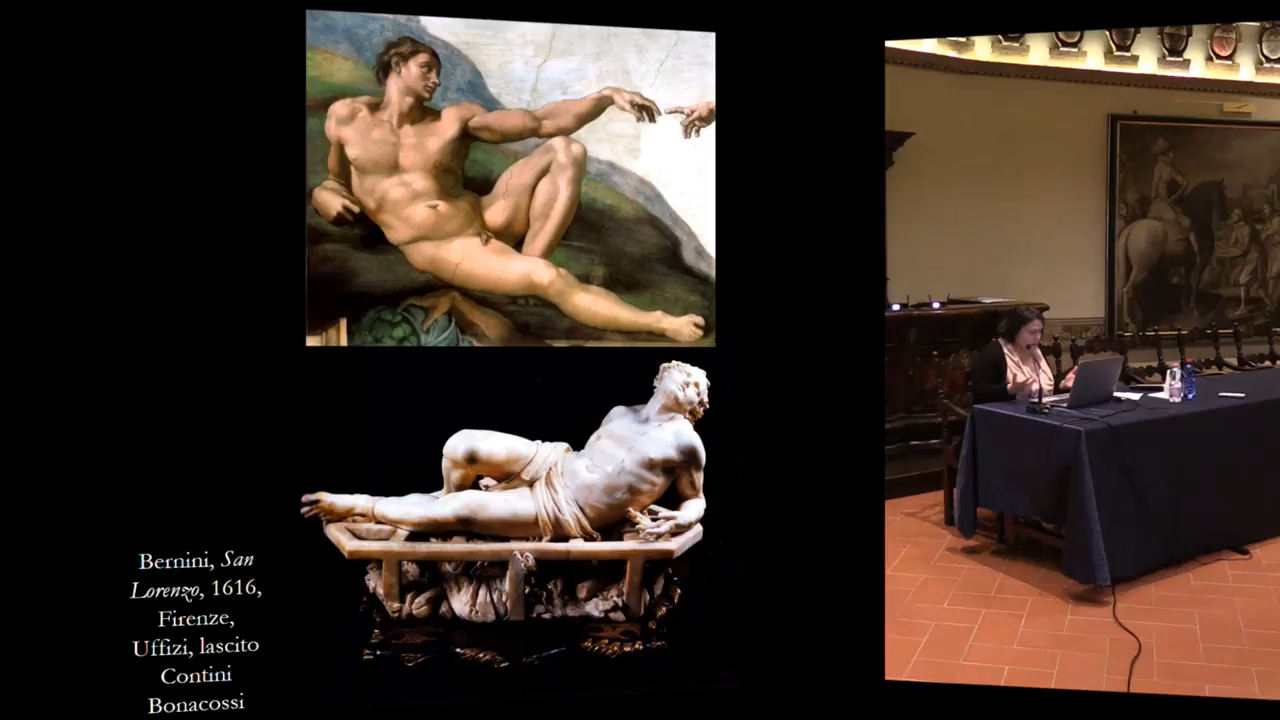 Bernini, San
Lorenzo, 1616,
Firenze,
Uffizi, lascito
Contini
Bonacossi